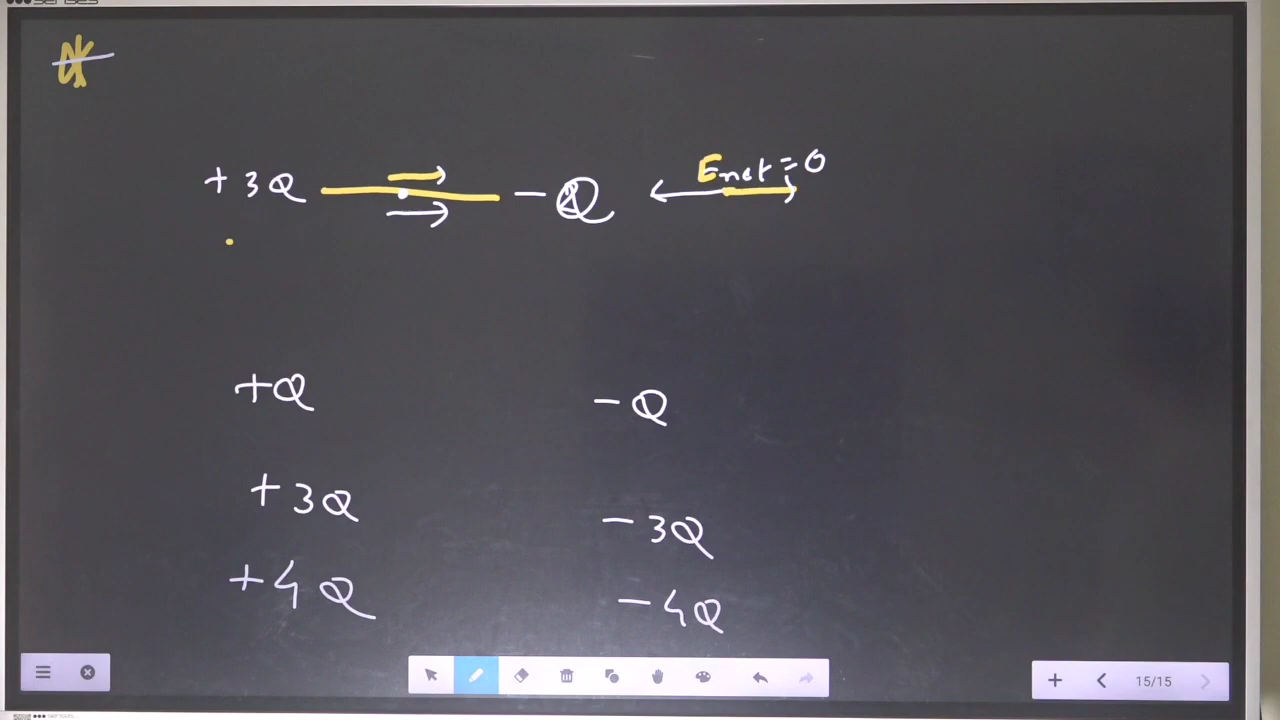 + 3Q - Q Enet = 0
+Q - Q
+ 3Q - 3Q
+4Q - 4Q
15/15